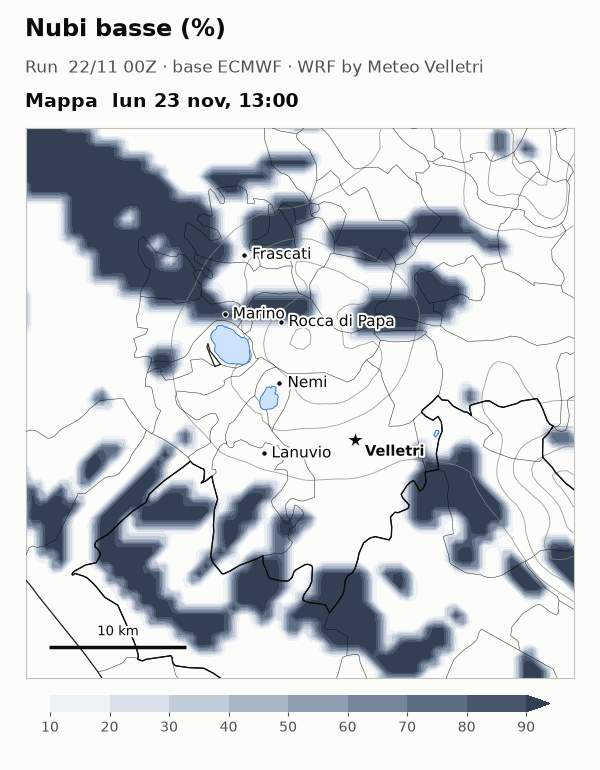 Nubi basse (%)
Run  22/11 00Z · base ECMWF · WRF by Meteo Velletri
Mappa  lun 23 nov, 13:00
Frascati
Marino
Rocca di Papa
Nemi
Velletri
Lanuvio
10 km
10 20 30 40 50 60 70 80 90